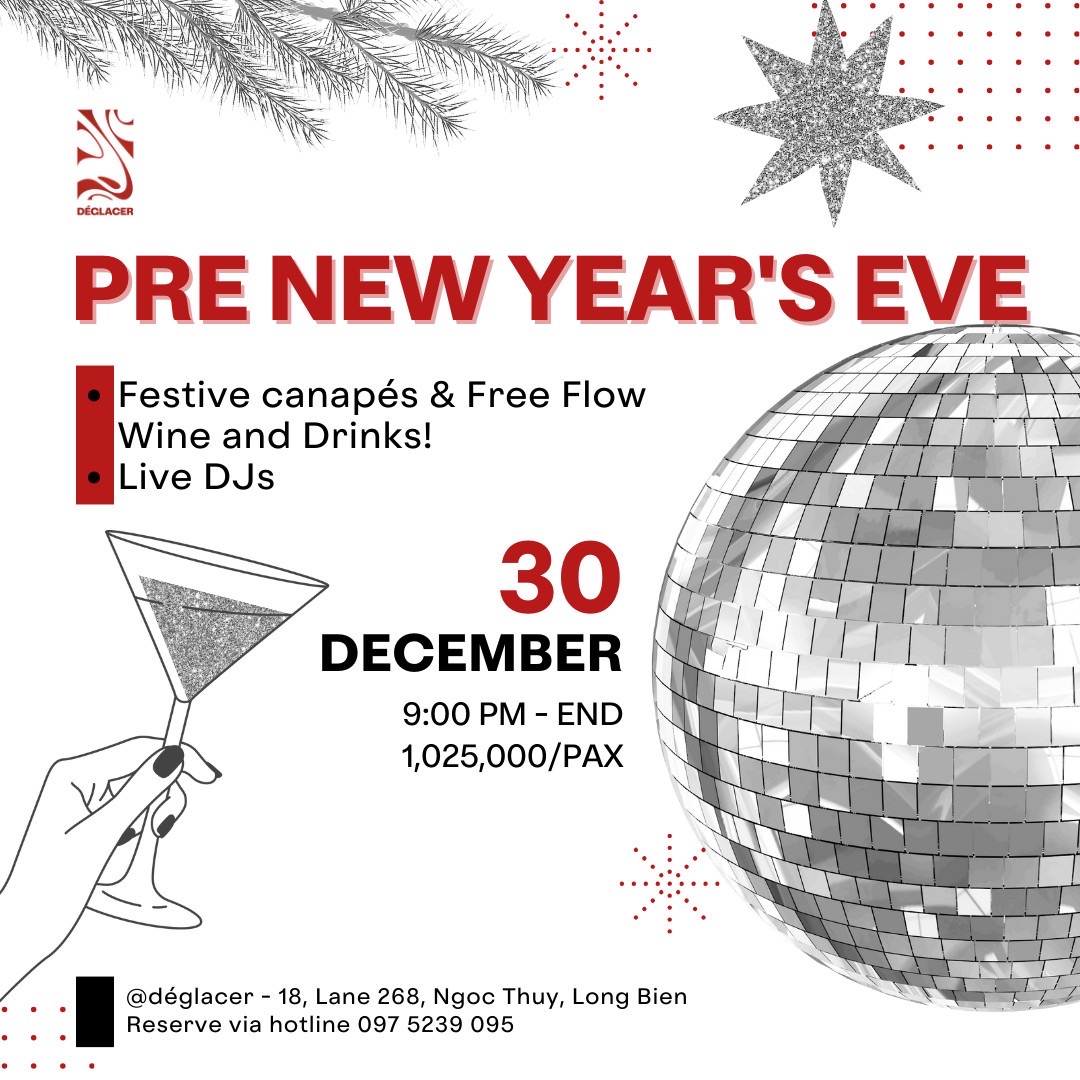 DÉGLACER
PRE NEW YEAR'S EVE
• Festive canapés & Free Flow
Wine and Drinks!
• Live DJs
30
DECEMBER
9:00 PM - END
1,025,000/PAX
@déglacer - 18, Lane 268, Ngoc Thuy, Long Bien
Reserve via hotline 097 5239 095